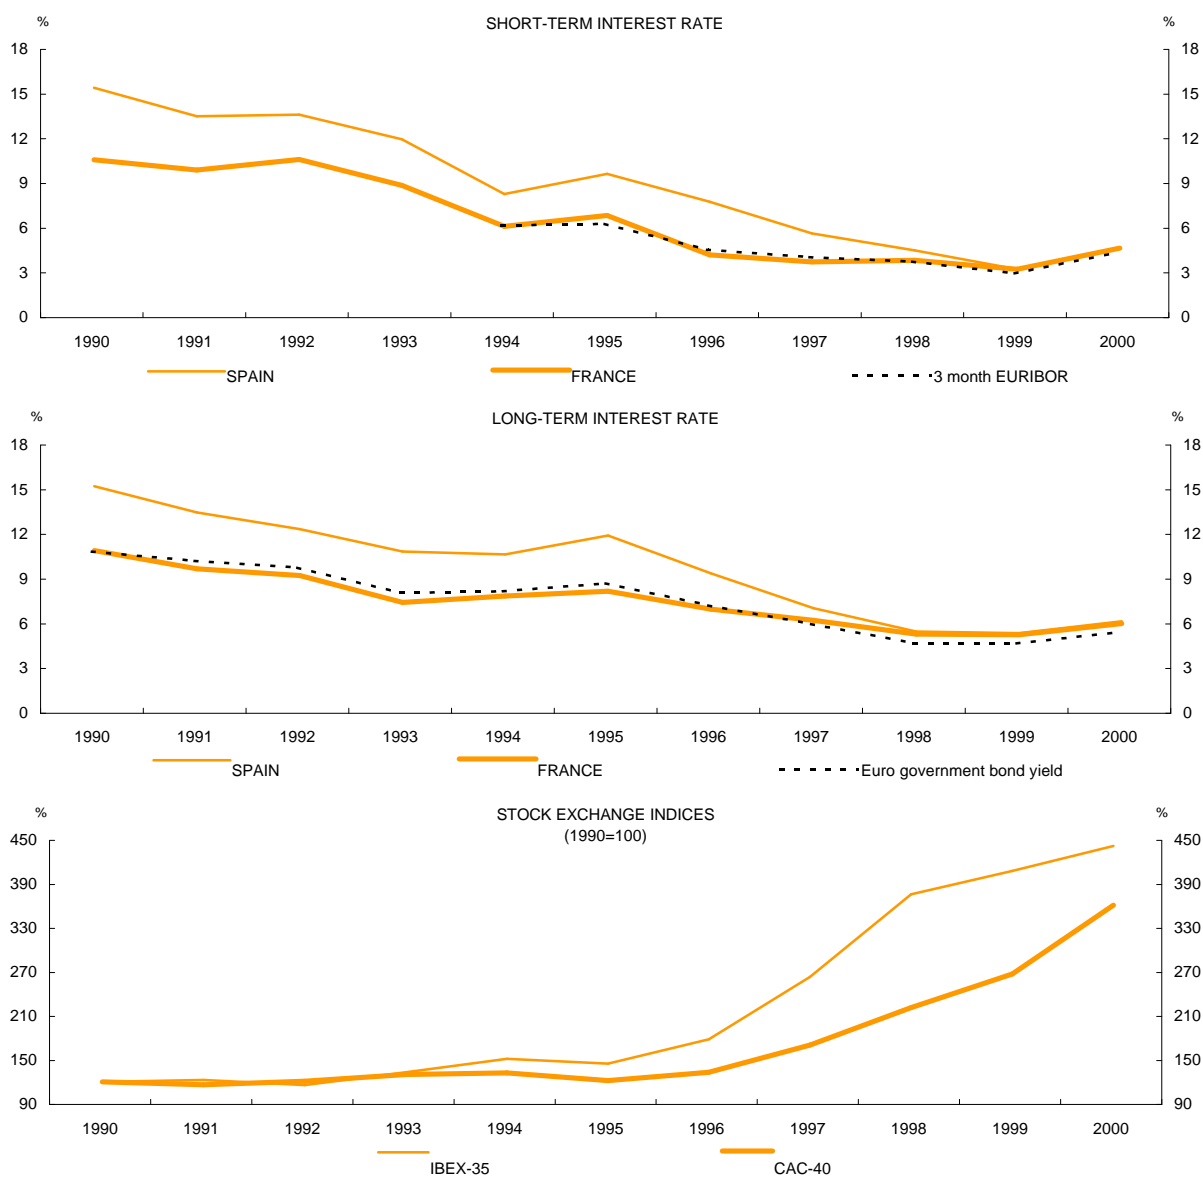 SHORT-TERM INTEREST RATE
% %
18 18
15 15
12 12
9 9
6 6
3 3
0 0
1990 1991 1992 1993 1994 1995 1996 1997 1998 1999 2000
SPAIN FRANCE 3 month EURIBOR
LONG-TERM INTEREST RATE
% %
18 18
15 15
12 12
9 9
6 6
3 3
0 0
1990 1991 1992 1993 1994 1995 1996 1997 1998 1999 2000
SPAIN FRANCE Euro government bond yield
STOCK EXCHANGE INDICES
(1990=100)
% %
450 450
390 390
330 330
270 270
210 210
150 150
90 90
1990 1991 1992 1993 1994 1995 1996 1997 1998 1999 2000
IBEX-35 CAC-40